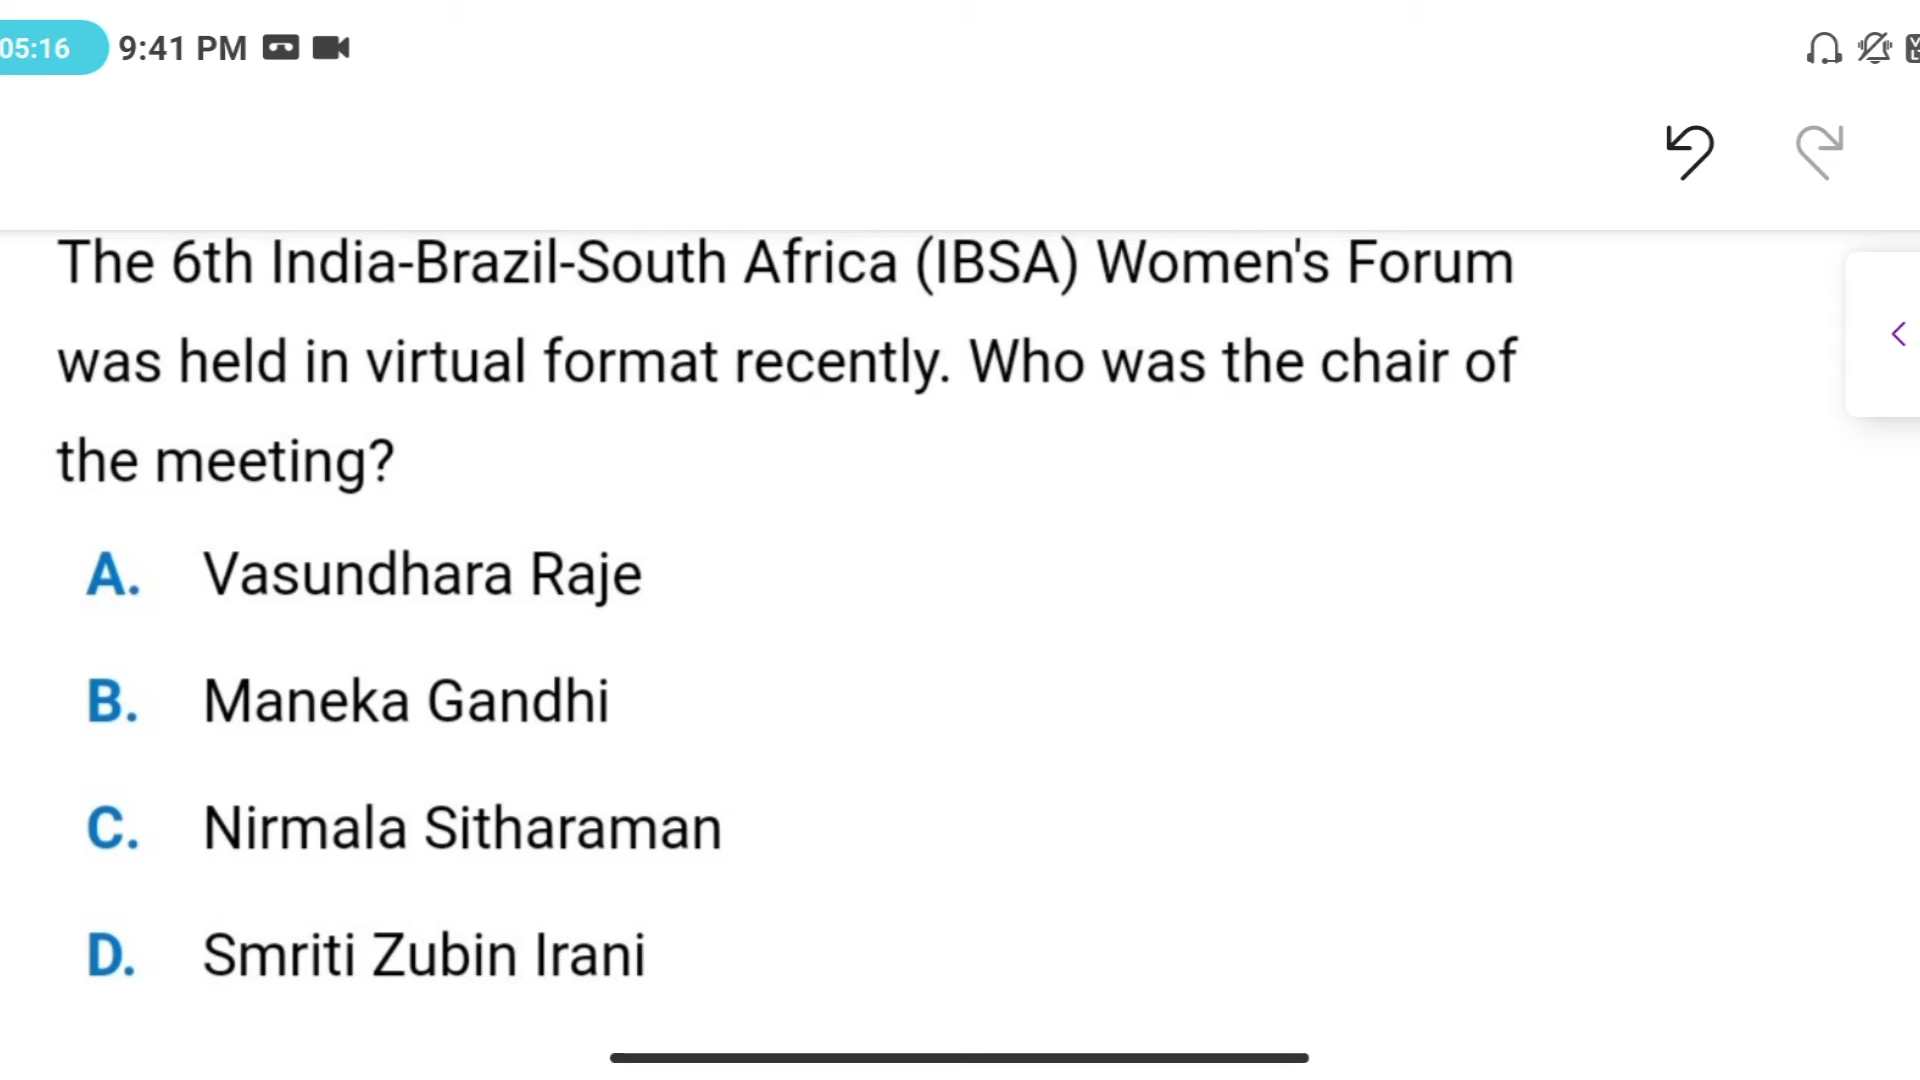 05:16 9:41 PM
The 6th India-Brazil-South Africa (IBSA) Women's Forum
was held in virtual format recently. Who was the chair of
the meeting?
A. Vasundhara Raje
B. Maneka Gandhi
C. Nirmala Sitharaman
D. Smriti Zubin Irani